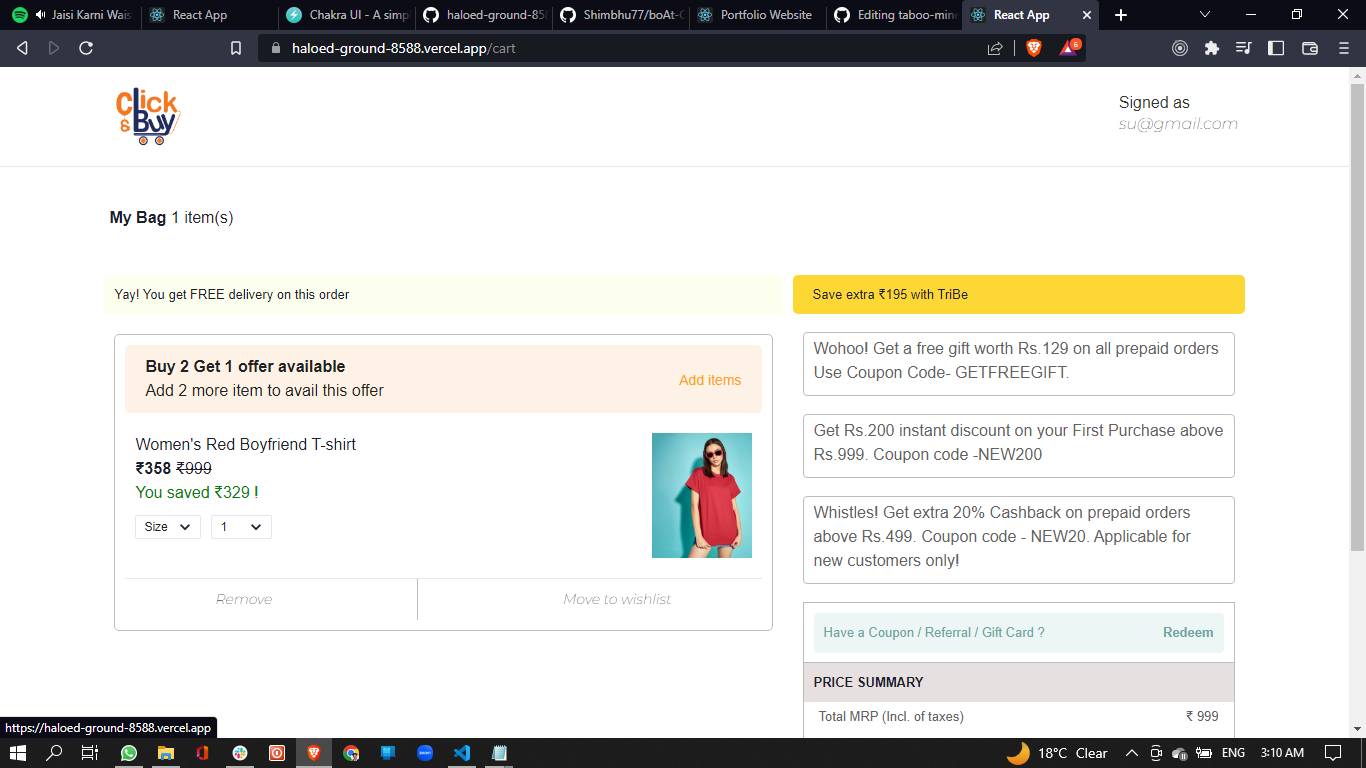 Jaisi Karni Wais
React App
Chakra UI - A simp
haloed-ground-858
Shimbhu77/boAt-C
Portfolio Website
Editing taboo-mine
React App
haloed-ground-8588.vercel.app/cart
6
Click
& Buy
Signed as
su@gmail.com
My Bag 1 item(s)
Yay! You get FREE delivery on this order
Save extra ₹195 with TriBe
Buy 2 Get 1 offer available
Add 2 more item to avail this offer
Add items
Women's Red Boyfriend T-shirt
₹358 ₹999
You saved ₹329 !
Size
1
Remove
Move to wishlist
Wohoo! Get a free gift worth Rs.129 on all prepaid orders
Use Coupon Code- GETFREEGIFT.
Get Rs.200 instant discount on your First Purchase above
Rs.999. Coupon code -NEW200
Whistles! Get extra 20% Cashback on prepaid orders
above Rs.499. Coupon code - NEW20. Applicable for
new customers only!
Have a Coupon / Referral / Gift Card ?
Redeem
PRICE SUMMARY
Total MRP (Incl. of taxes)
₹ 999
https://haloed-ground-8588.vercel.app
18°C Clear
ENG
3:10 AM